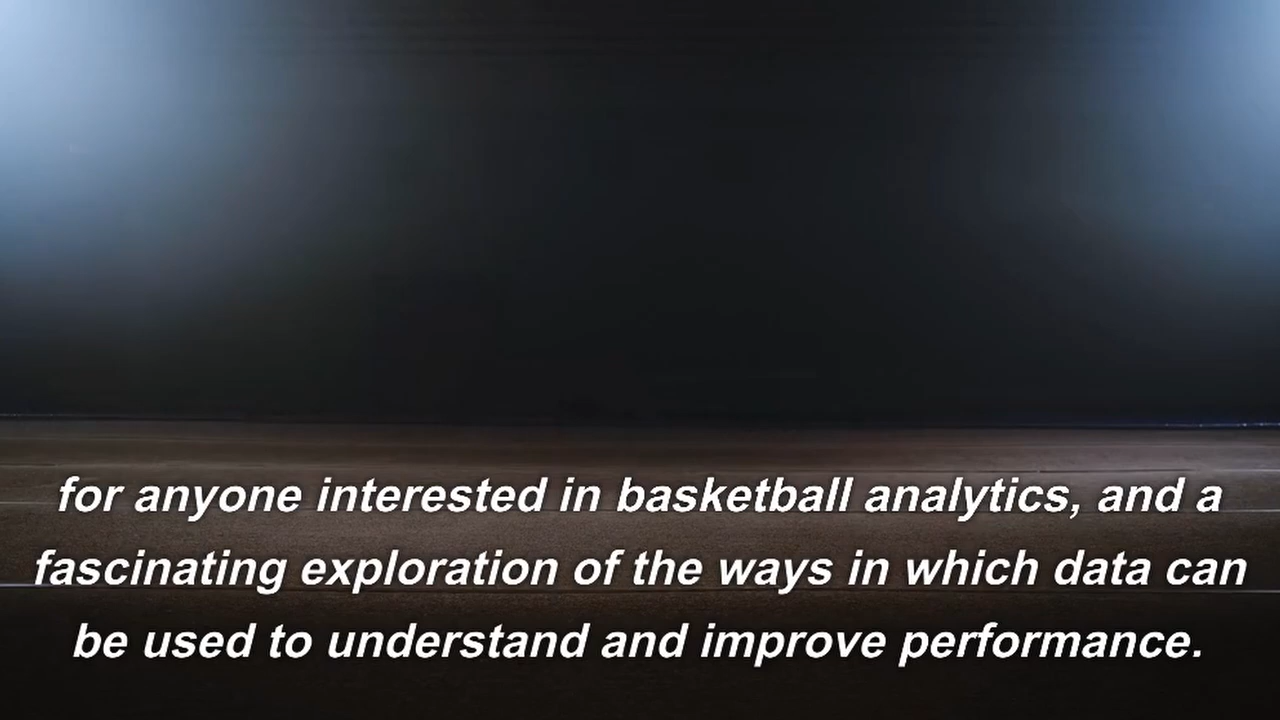 for anyone interested in basketball analytics, and a
fascinating exploration of the ways in which data can
be used to understand and improve performance.